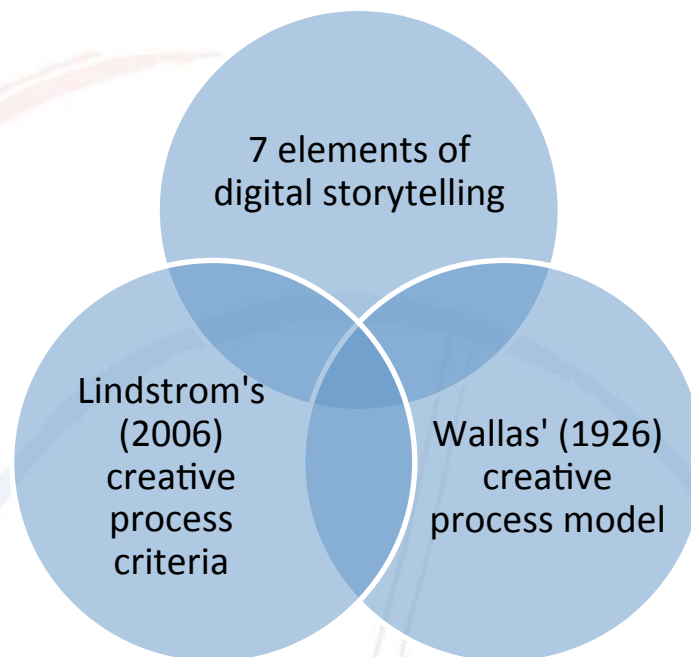 7 elements of
digital storytelling
Lindstrom's
(2006)
creative
process
criteria
Wallas' (1926)
creative
process model